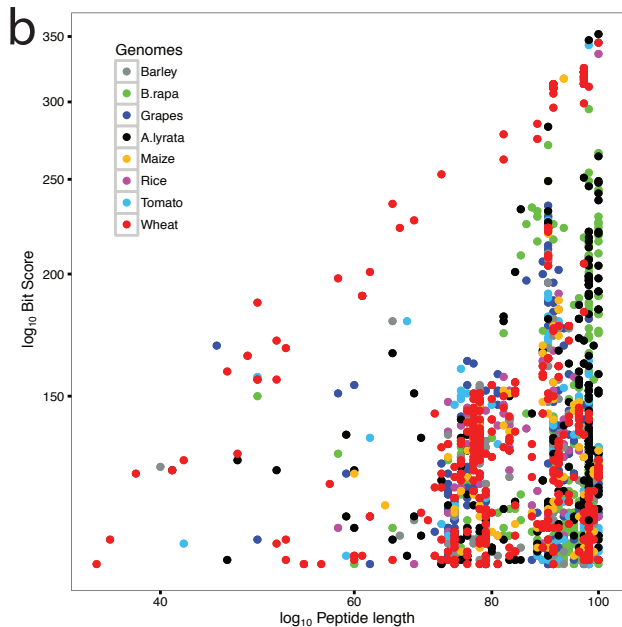 b
350
300
250
200
150
log10 Bit Score
Genomes
Barley
B.rapa
Grapes
A.lyrata
Maize
Rice
Tomato
Wheat
40
60
80
100
log10 Peptide length